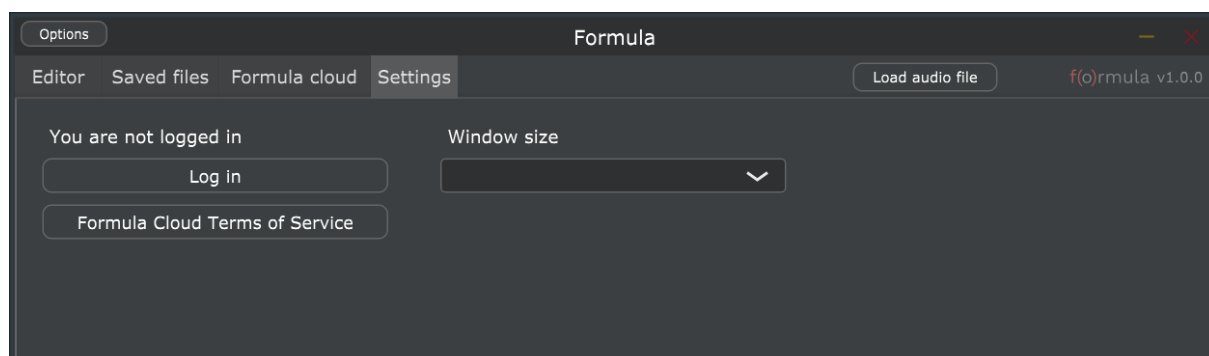 Options
Formula
Editor Saved files Formula cloud Settings
Load audio file
f(o)rmula v1.0.0
You are not logged in
Window size
Log in
Formula Cloud Terms of Service